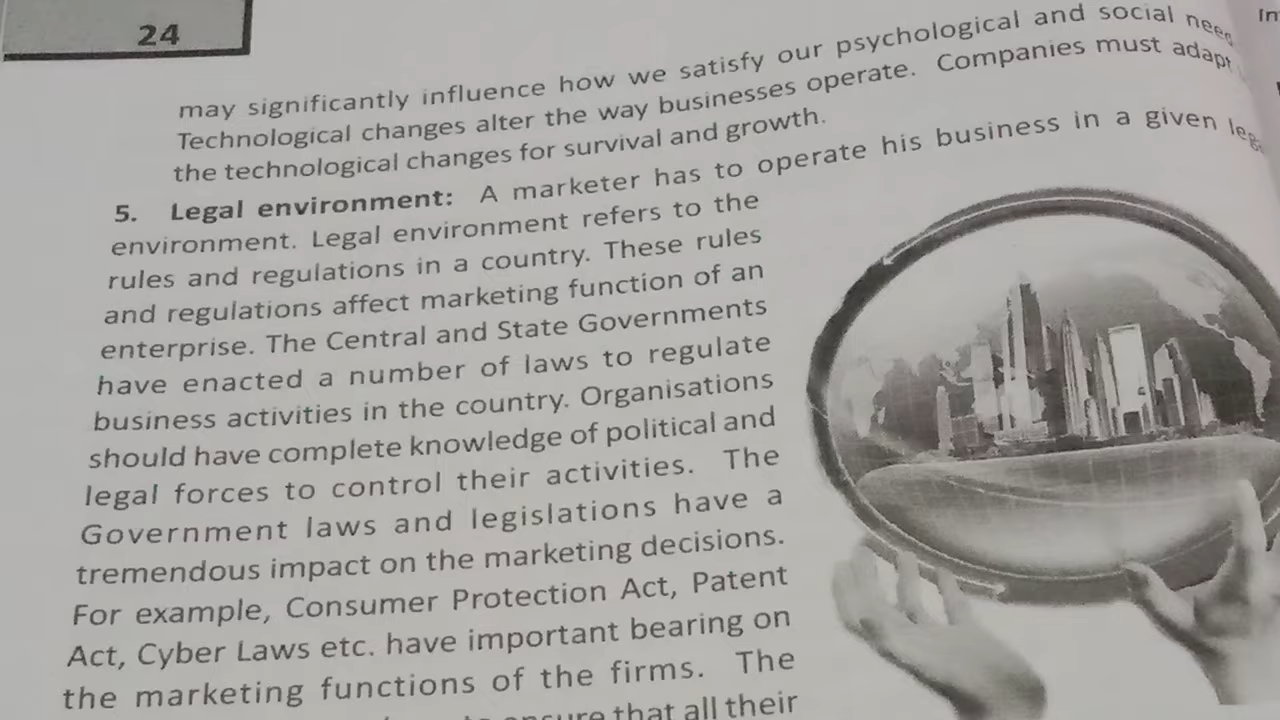 24
In
may significantly influence how we satisfy our psychological and social
Technological changes alter the way businesses operate. Companies must adapt
the technological changes for survival and growth.
5. Legal environment: A marketer has to operate his business in a given
environment. Legal environment refers to the
rules and regulations in a country. These rules
and regulations affect marketing function of an
enterprise. The Central and State Governments
have enacted a number of laws to regulate
business activities in the country. Organisations
should have complete knowledge of political and
legal forces to control their activities. The
Government laws and legislations have a
tremendous impact on the marketing decisions.
For example, Consumer Protection Act, Patent
Act, Cyber Laws etc. have important bearing on
the marketing functions of the firms. The
ensure that all their